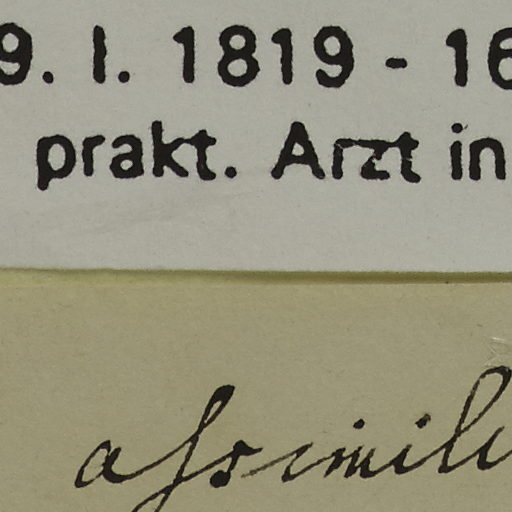 9. I. 1819 - 16
prakt. Arzt in
assimili